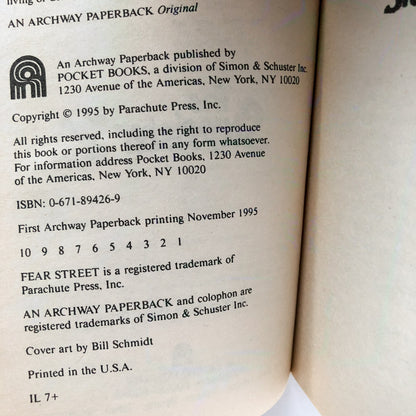 AN ARCHWAY PAPERBACK Original
An Archway Paperback published by
POCKET BOOKS, a division of Simon & Schuster Inc.
1230 Avenue of the Americas, New York, NY 10020
Copyright © 1995 by Parachute Press, Inc.
All rights reserved, including the right to reproduce
this book or portions thereof in any form whatsoever.
For information address Pocket Books, 1230 Avenue
of the Americas, New York, NY 10020
ISBN: 0-671-89426-9
First Archway Paperback printing November 1995
10 9 8 7 6 5 4 3 2 1
FEAR STREET is a registered trademark of
Parachute Press, Inc.
AN ARCHWAY PAPERBACK and colophon are
registered trademarks of Simon & Schuster Inc.
Cover art by Bill Schmidt
Printed in the U.S.A.
IL 7+